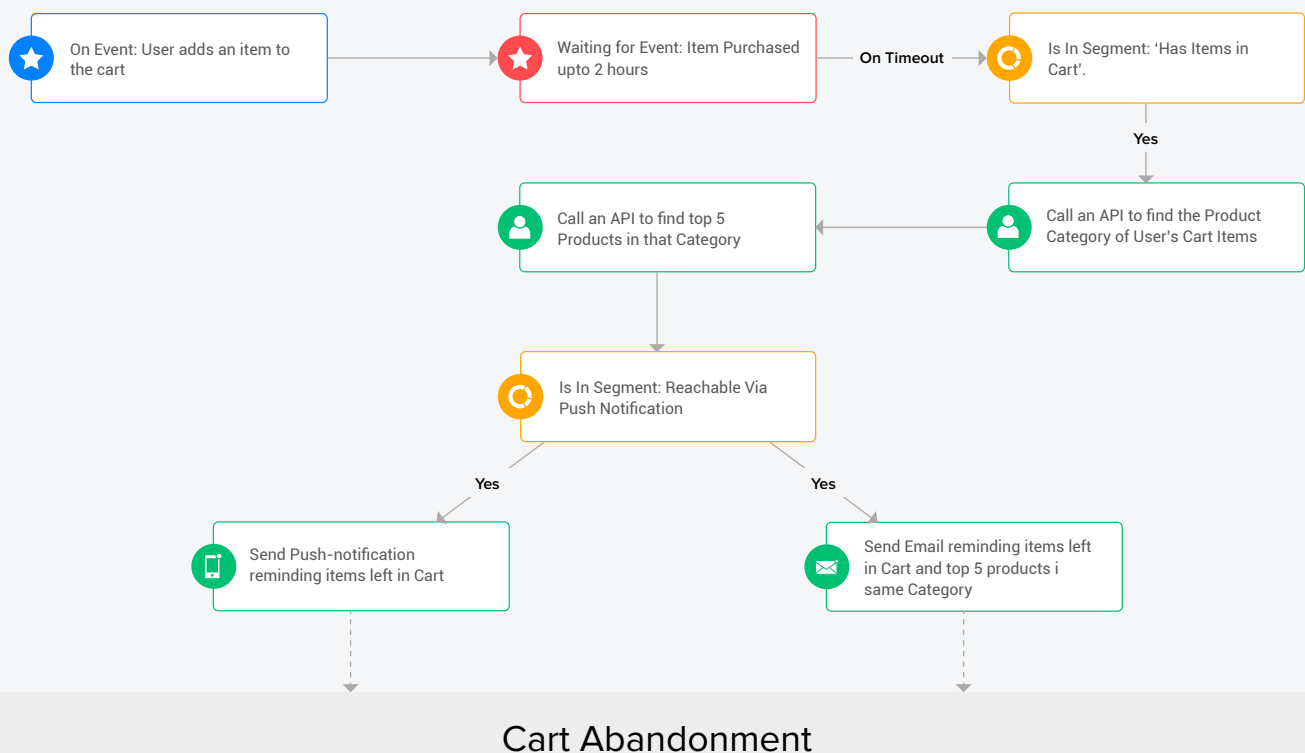 On Event: User adds an item to
the cart
Waiting for Event: Item Purchased
upto 2 hours
On Timeout
Is In Segment: ‘Has Items in
Cart’.
Yes
Call an API to find the Product
Category of User's Cart Items
Call an API to find top 5
Products in that Category
Is In Segment: Reachable Via
Push Notification
Yes
Yes
Send Push-notification
reminding items left in Cart
Send Email reminding items left
in Cart and top 5 products i
same Category
Cart Abandonment